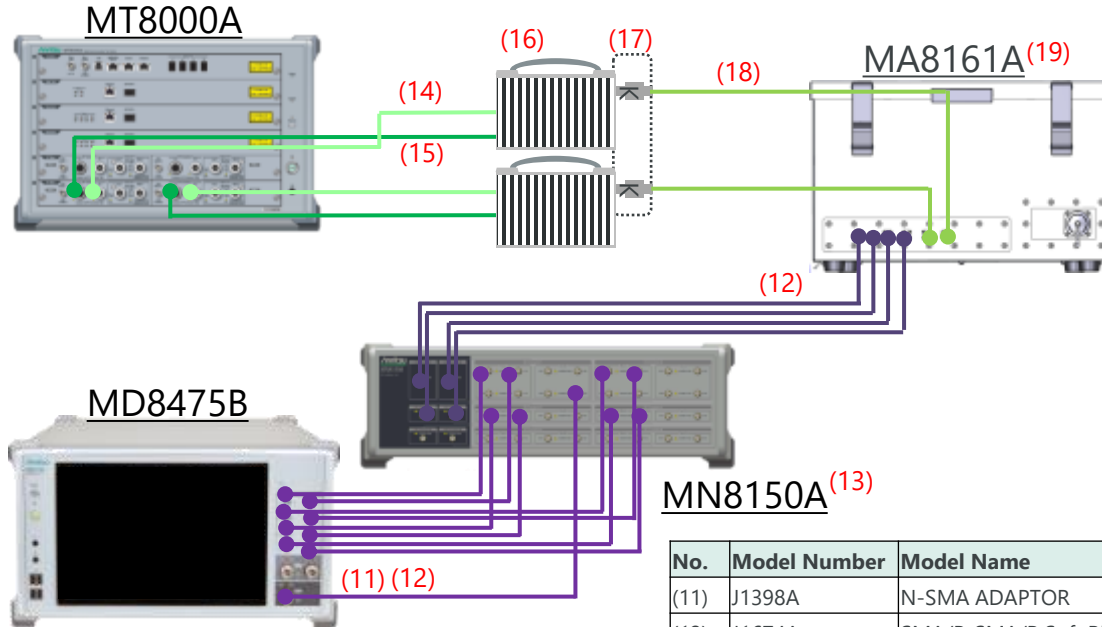 MT8000A
(16)
(17)
MA8161A(19)
(14)
(18)
(15)
(12)
MD8475B
MN8150A(13)
(11) (12)
No. Model Number Model Name
(11) J1398A N-SMA ADAPTOR